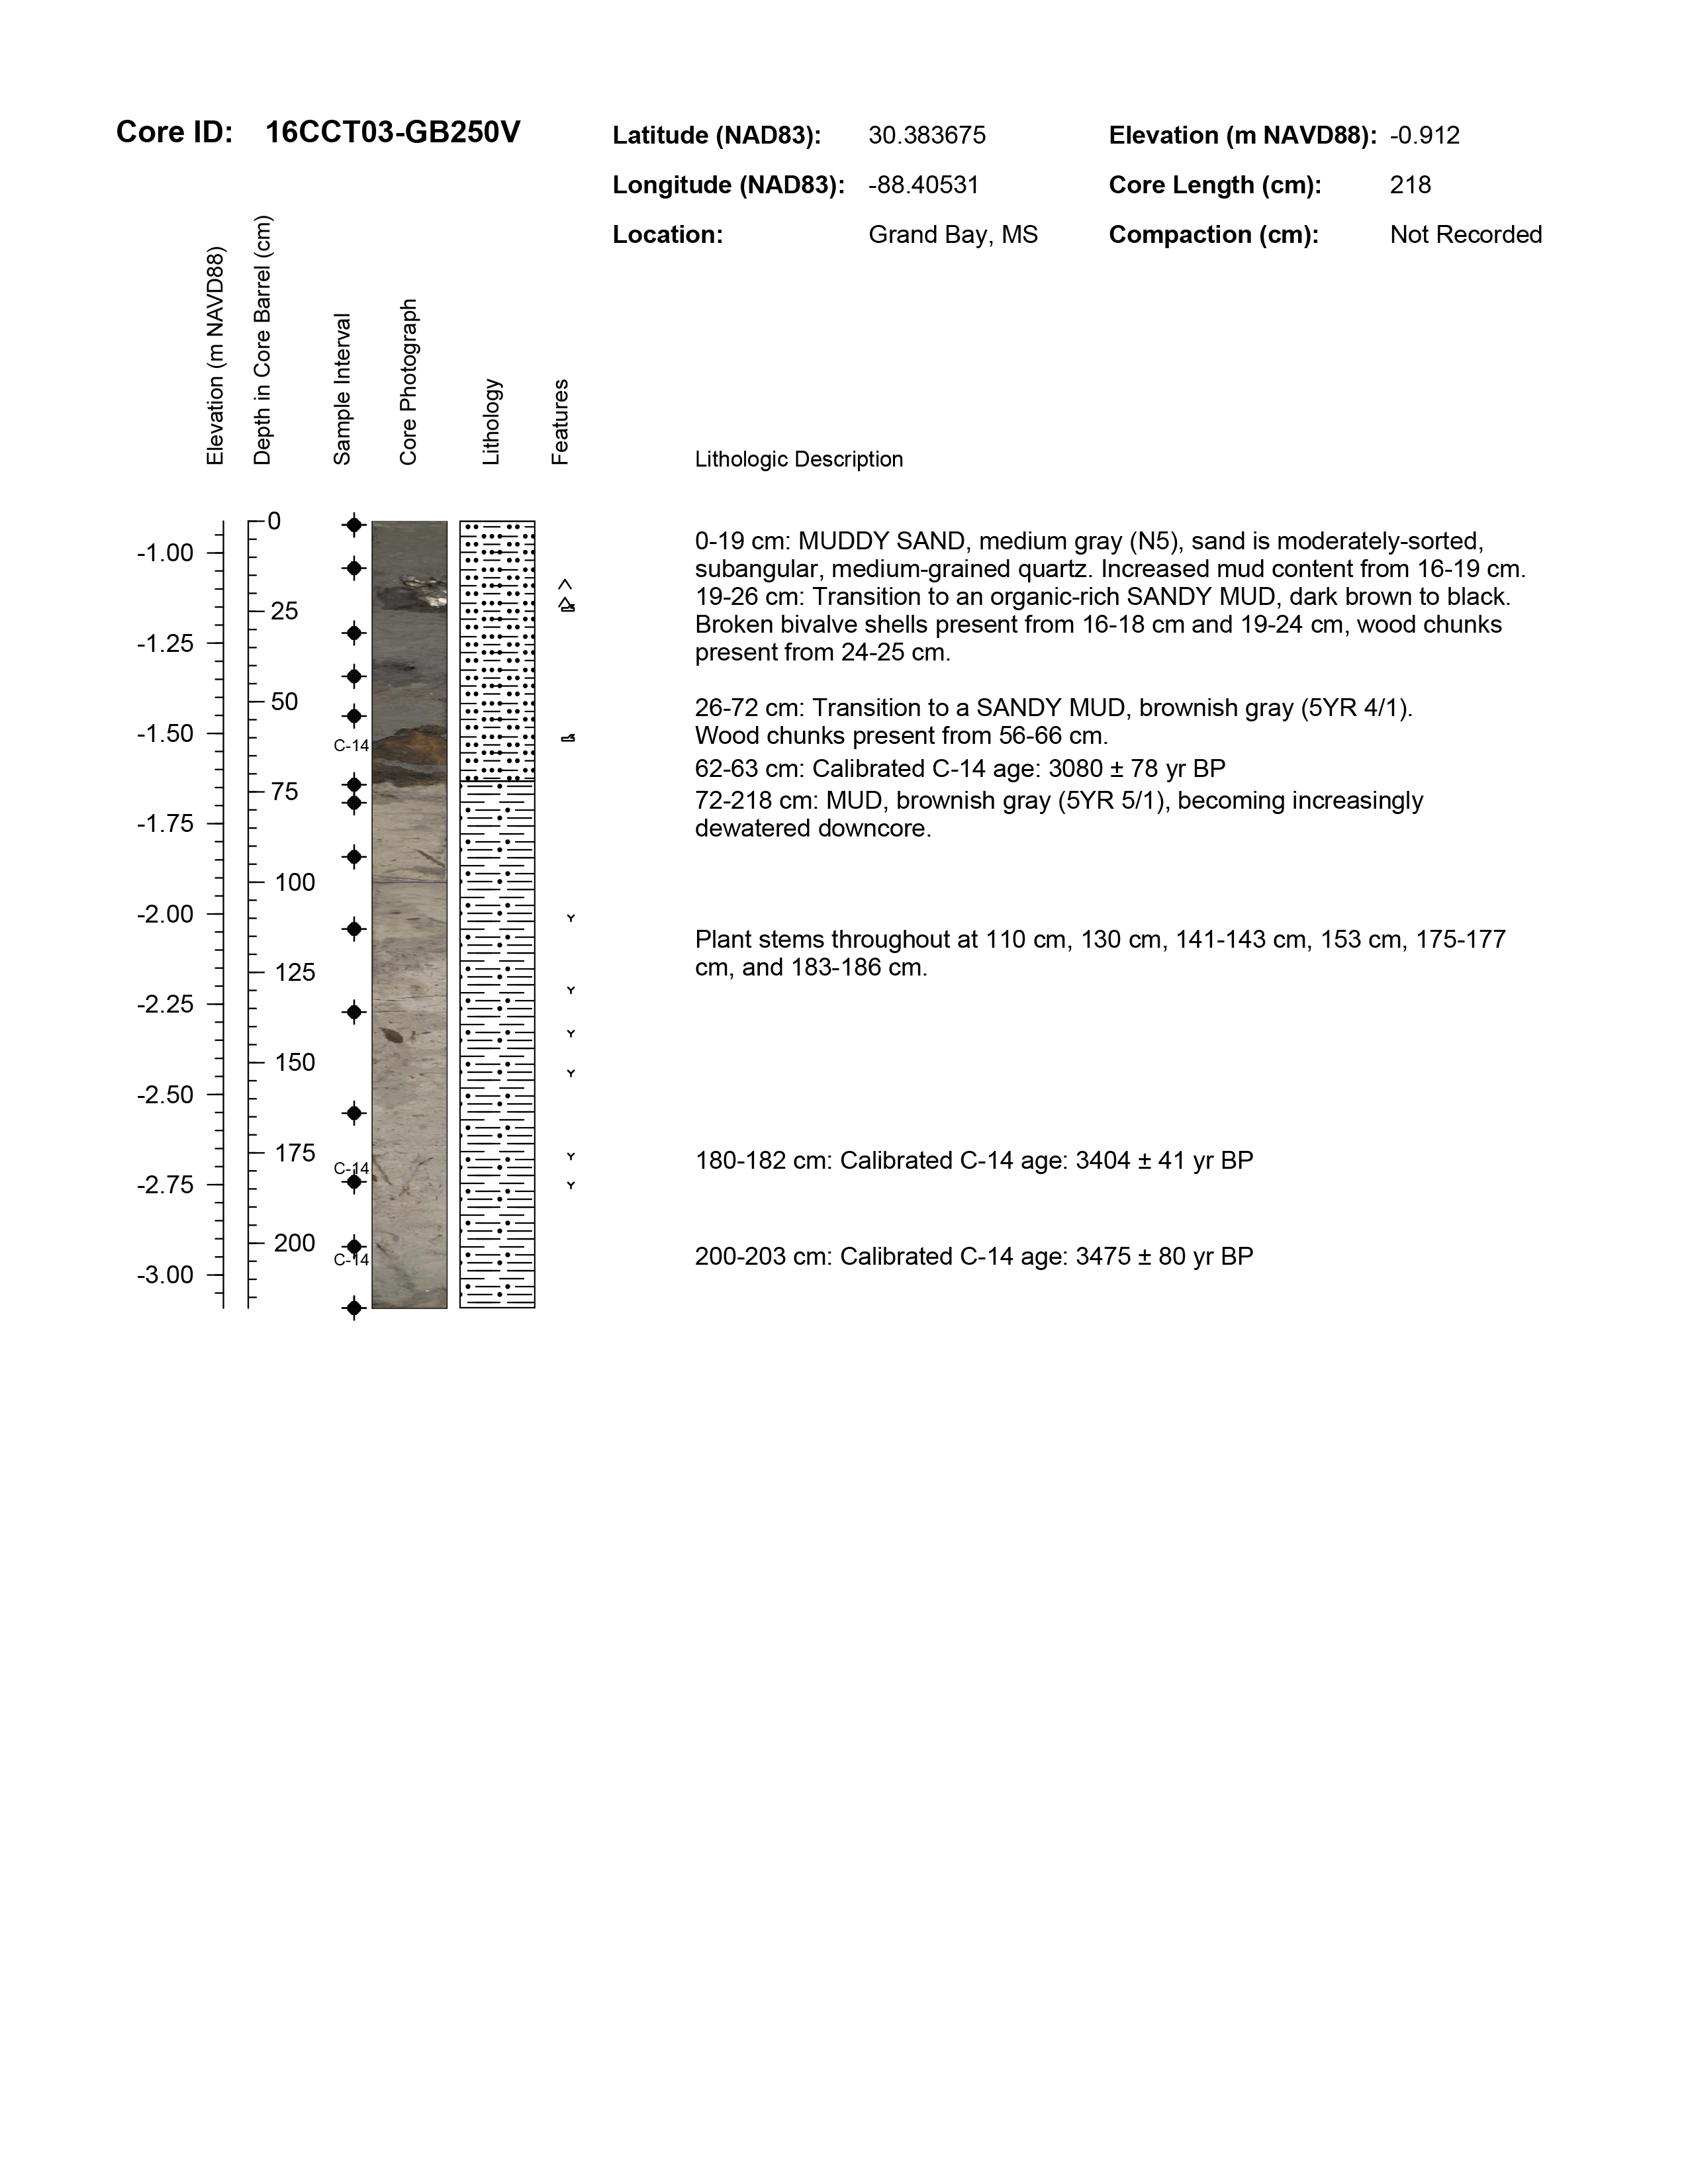 Core ID: 16CCT03-GB250V
Latitude (NAD83): 30.383675
Elevation (m NAVD88): -0.912
Longitude (NAD83): -88.40531
Core Length (cm): 218
Location: Grand Bay, MS
Compaction (cm): Not Recorded
Elevation (m NAVD88)
Depth in Core Barrel (cm)
Sample Interval
Core Photograph
Lithology
Features
Lithologic Description
-1.00
-1.25
-1.50
-1.75
-2.00
-2.25
-2.50
-2.75
-3.00
0
25
50
75
100
125
150
175
200
C-14
C-14
C-14
0-19 cm: MUDDY SAND, medium gray (N5), sand is moderately-sorted,
subangular, medium-grained quartz. Increased mud content from 16-19 cm.
19-26 cm: Transition to an organic-rich SANDY MUD, dark brown to black.
Broken bivalve shells present from 16-18 cm and 19-24 cm, wood chunks
present from 24-25 cm.
26-72 cm: Transition to a SANDY MUD, brownish gray (5YR 4/1).
Wood chunks present from 56-66 cm.
62-63 cm: Calibrated C-14 age: 3080 ± 78 yr BP
72-218 cm: MUD, brownish gray (5YR 5/1), becoming increasingly
dewatered downcore.
Plant stems throughout at 110 cm, 130 cm, 141-143 cm, 153 cm, 175-177
cm, and 183-186 cm.
180-182 cm: Calibrated C-14 age: 3404 ± 41 yr BP
200-203 cm: Calibrated C-14 age: 3475 ± 80 yr BP